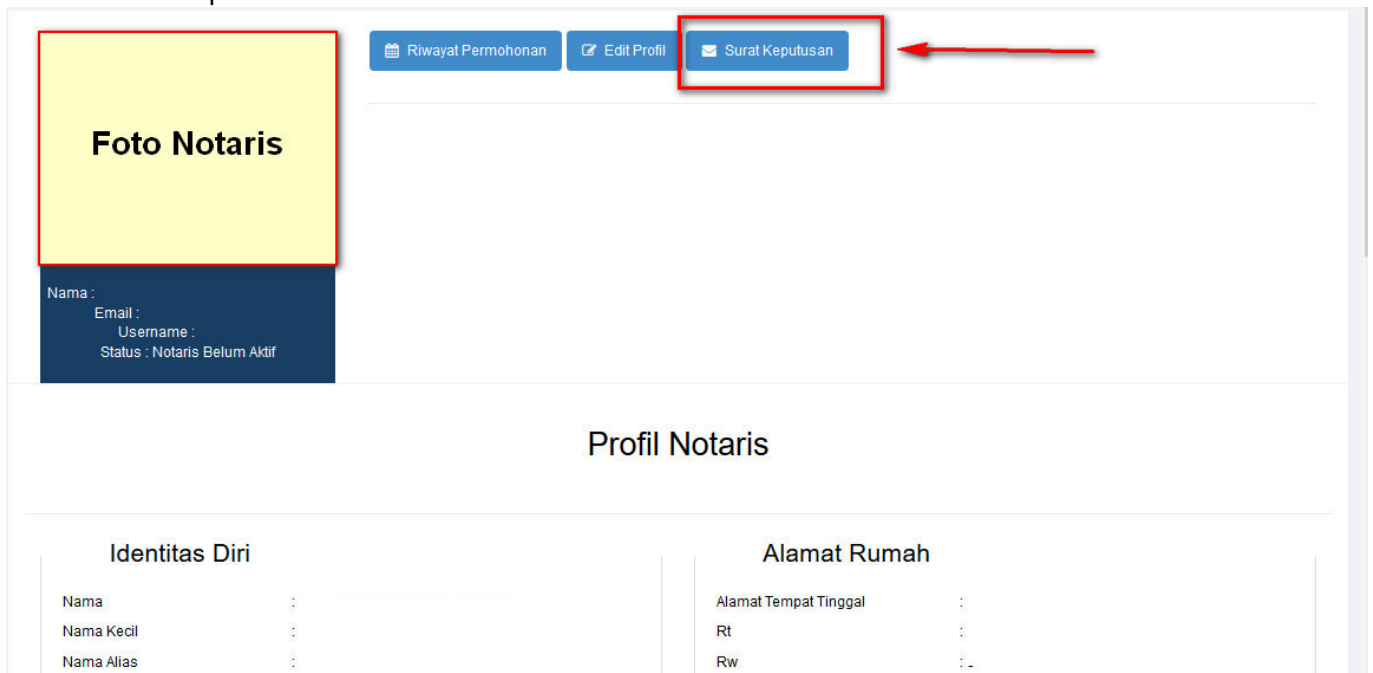 Riwayat Permohonan Edit Profil Surat Keputusan
Foto Notaris
Nama :
Email :
Username :
Status : Notaris Belum Aktif
Profil Notaris
Identitas Diri
Nama :
Nama Kecil :
Nama Alias :
Alamat Rumah
Alamat Tempat Tinggal :
Rt :
Rw : -